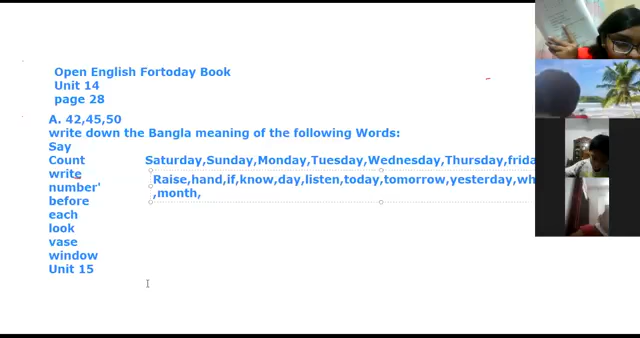 Open English Fortoday Book
Unit 14
page 28
A. 42,45,50
write down the Bangla meaning of the following Words:
Say
Count Saturday,Sunday,Monday,Tuesday,Wednesday,Thursday,frida
write Raise,hand,if,know,day,listen,today,tomorrow,yesterday,wh
number' ,month,
before
each
look
vase
window
Unit 15